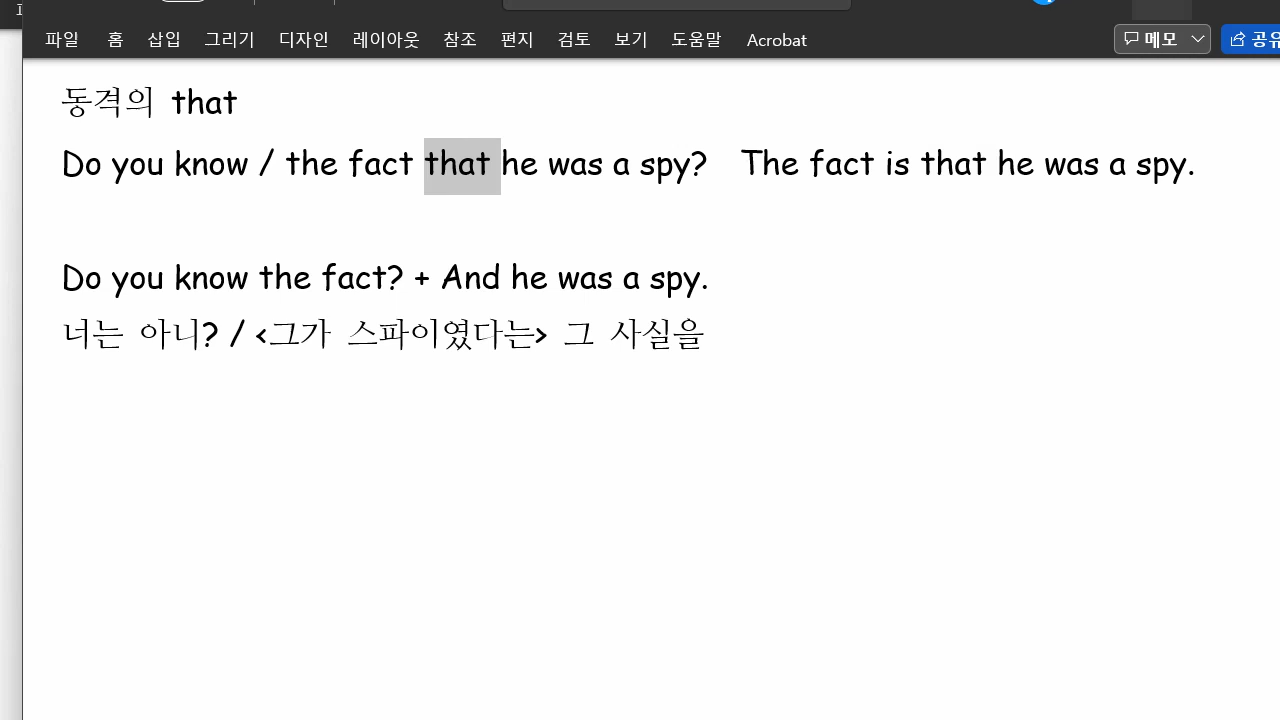 파일 홈 삽입 그리기 디자인 레이아웃 참조 편지 검토 보기 도움말 Acrobat 메모 공유
동격의 that
Do you know / the fact that he was a spy? The fact is that he was a spy.
Do you know the fact? + And he was a spy.
너는 아니? / <그가 스파이였다는> 그 사실을